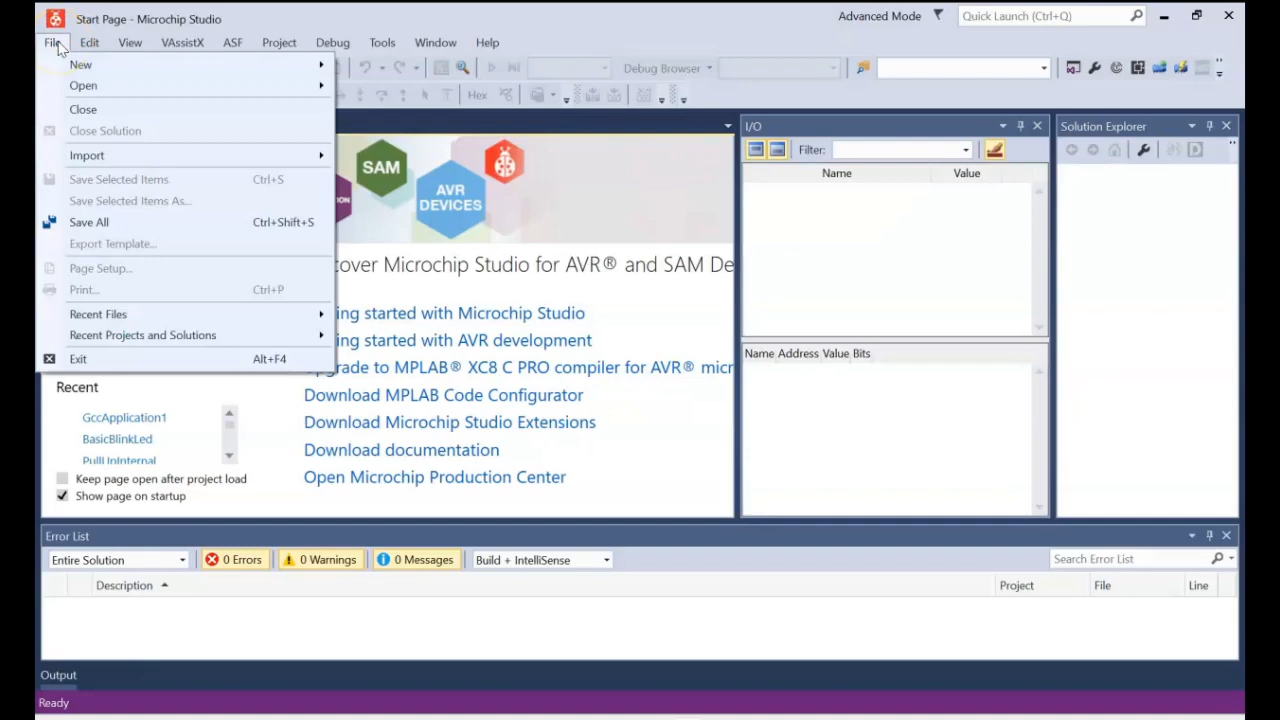 Start Page - Microchip Studio
Advanced Mode
Quick Launch (Ctrl+Q)
File Edit View VAssistX ASF Project Debug Tools Window Help
Debug Browser
Hex
New
Open
Close
Close Solution
Import
Save Selected Items Ctrl+S
Save Selected Items As...
Save All Ctrl+Shift+S
Export Template...
Page Setup...
Print... Ctrl+P
Recent Files
Recent Projects and Solutions
Exit Alt+F4
ION
SAM
AVR
DEVICES
cover Microchip Studio for AVR® and SAM De
ing started with Microchip Studio
ing started with AVR development
pgrade to MPLAB® XC8 C PRO compiler for AVR® micr
Download MPLAB Code Configurator
Download Microchip Studio Extensions
Download documentation
Open Microchip Production Center
Recent
GccApplication1
BasicBlinkLed
PullUpInternal
Keep page open after project load
Show page on startup
I/O
Filter:
Name Value
Name Address Value Bits
Solution Explorer
Error List
Entire Solution
0 Errors
0 Warnings
0 Messages
Build + IntelliSense
Search Error List
Description Project File Line
Output
Ready